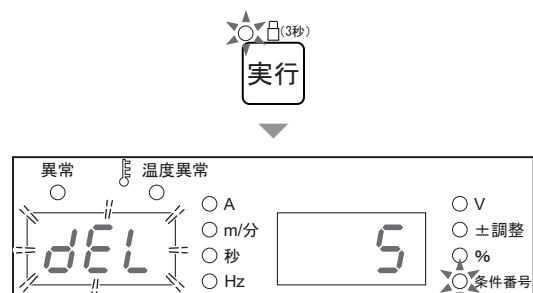 (3秒)
実行
異常 温度異常
A V
m/分 ±調整
dEL 5
秒 %
Hz 条件番号